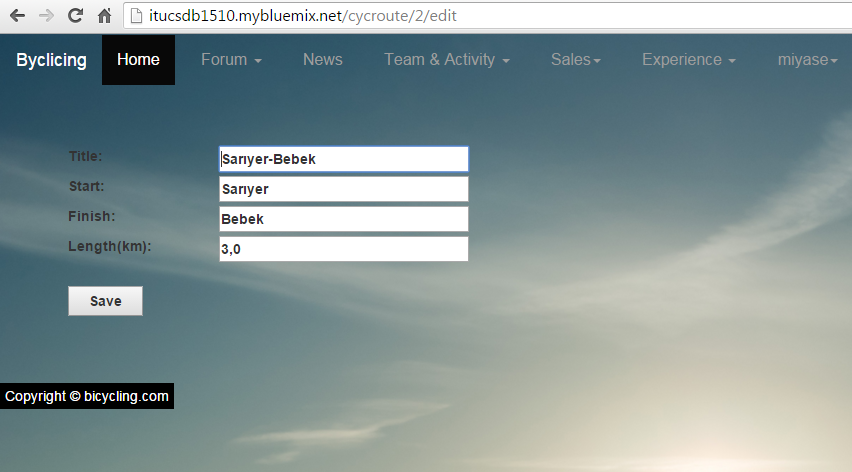 itucsdb1510.mybluemix.net/cycroute/2/edit
Byclicing Home Forum News Team & Activity Sales Experience miyase
Title: Sarıyer-Bebek
Start: Sarıyer
Finish: Bebek
Length(km): 3,0
Save
Copyright © bicycling.com